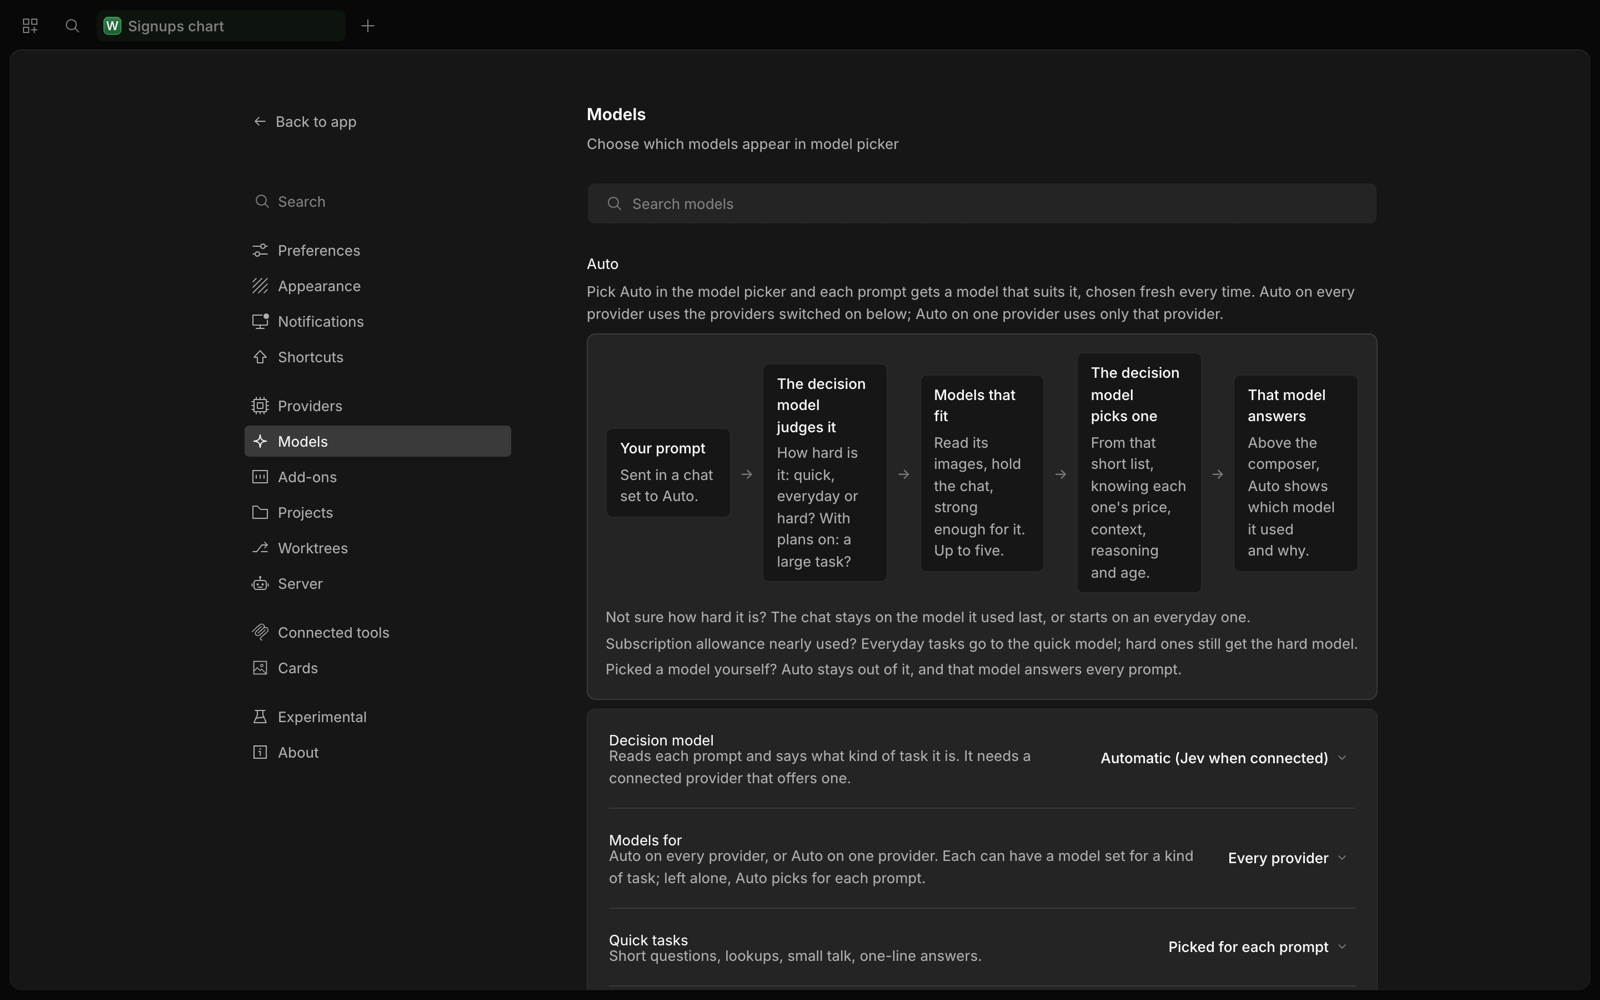 W Signups chart
Back to app
Search
Preferences
Appearance
Notifications
Shortcuts
Providers
Models
Add-ons
Projects
Worktrees
Server
Connected tools
Cards
Experimental
About
Models
Choose which models appear in model picker
Search models
Auto
Pick Auto in the model picker and each prompt gets a model that suits it, chosen fresh every time. Auto on every
provider uses the providers switched on below; Auto on one provider uses only that provider.
Your prompt
Sent in a chat
set to Auto.
The decision
model
judges it
How hard is
it: quick,
everyday or
hard? With
plans on: a
large task?
Models that
fit
Read its
images, hold
the chat,
strong
enough for it.
Up to five.
The decision
model
picks one
From that
short list,
knowing each
one's price,
context,
reasoning
and age.
That model
answers
Above the
composer,
Auto shows
which model
it used
and why.
Not sure how hard it is? The chat stays on the model it used last, or starts on an everyday one.
Subscription allowance nearly used? Everyday tasks go to the quick model; hard ones still get the hard model.
Picked a model yourself? Auto stays out of it, and that model answers every prompt.
Decision model
Reads each prompt and says what kind of task it is. It needs a
connected provider that offers one.
Automatic (Jev when connected)
Models for
Auto on every provider, or Auto on one provider. Each can have a model set for a kind
of task; left alone, Auto picks for each prompt.
Every provider
Quick tasks
Short questions, lookups, small talk, one-line answers.
Picked for each prompt